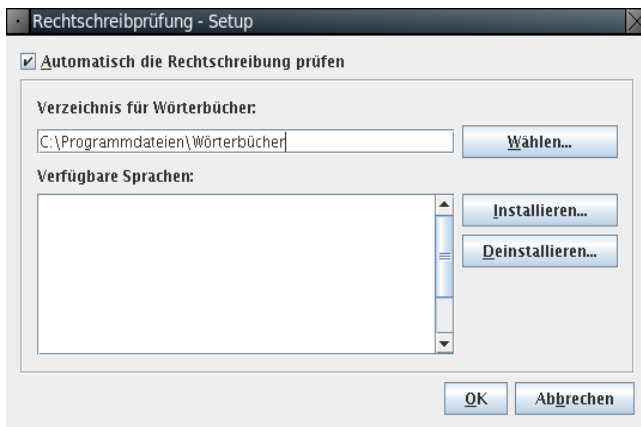 Rechtschreibprüfung - Setup
Automatisch die Rechtschreibung prüfen
Verzeichnis für Wörterbücher:
C:\Programmdateien\Wörterbücher
Wählen...
Verfügbare Sprachen:
Installieren...
Deinstallieren...
OK
Abbrechen